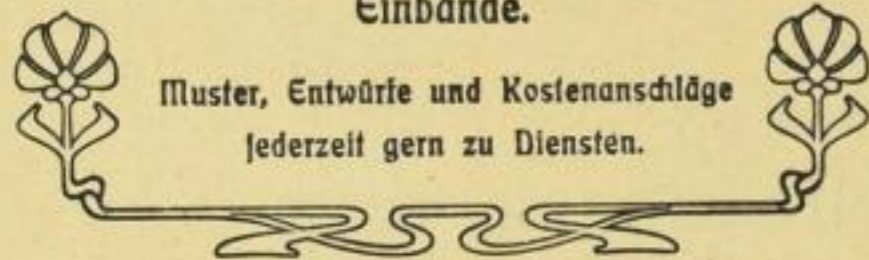 Einbände.
Muster, Entwürfe und Kostenanschläge
jederzeit gern zu Diensten.